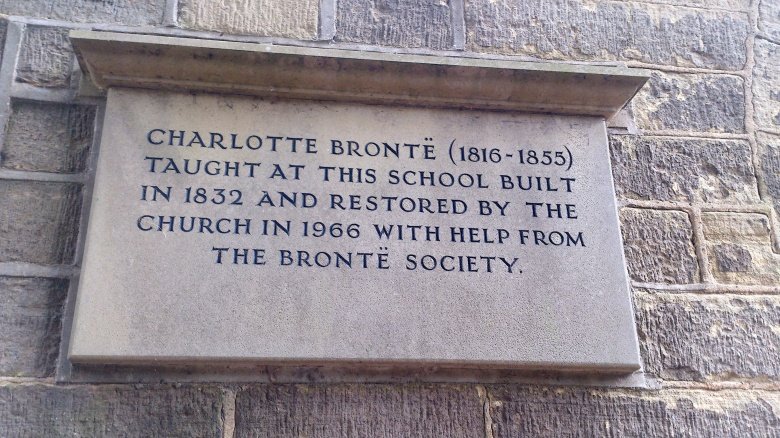 CHARLOTTE BRONTË (1816-1855)
TAUGHT AT THIS SCHOOL BUILT
IN 1832 AND RESTORED BY THE
CHURCH IN 1966 WITH HELP FROM
THE BRONTË SOCIETY.